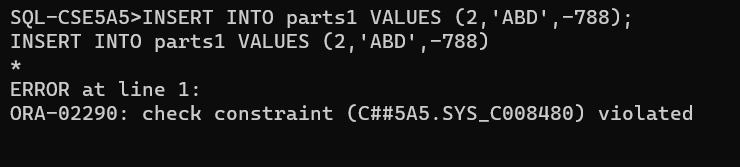 SQL-CSE5A5>INSERT INTO parts1 VALUES (2,'ABD',-788);
INSERT INTO parts1 VALUES (2,'ABD',-788)
*
ERROR at line 1:
ORA-02290: check constraint (C##5A5.SYS_C008480) violated